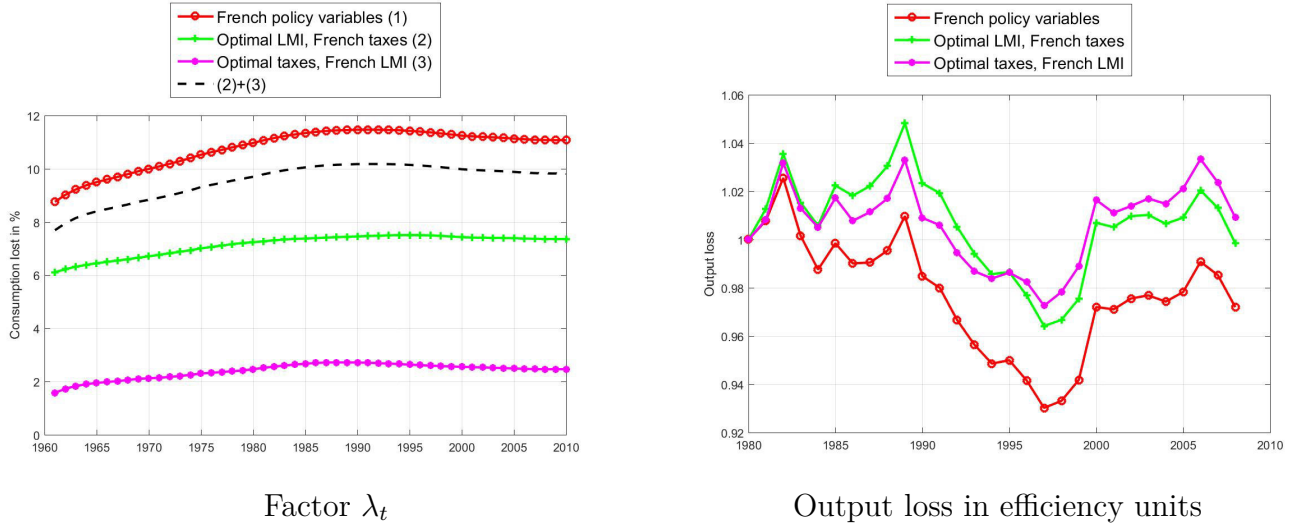 French policy variables (1)
Optimal LMI, French taxes (2)
Optimal taxes, French LMI (3)
(2)+(3)
Consumption lost in %
12
10
8
6
4
2
0
1960 1965 1970 1975 1980 1985 1990 1995 2000 2005 2010
Factor λt
French policy variables
Optimal LMI, French taxes
Optimal taxes, French LMI
Output loss
1.06
1.04
1.02
1
0.98
0.96
0.94
0.92
1980 1985 1990 1995 2000 2005 2010
Output loss in efficiency units